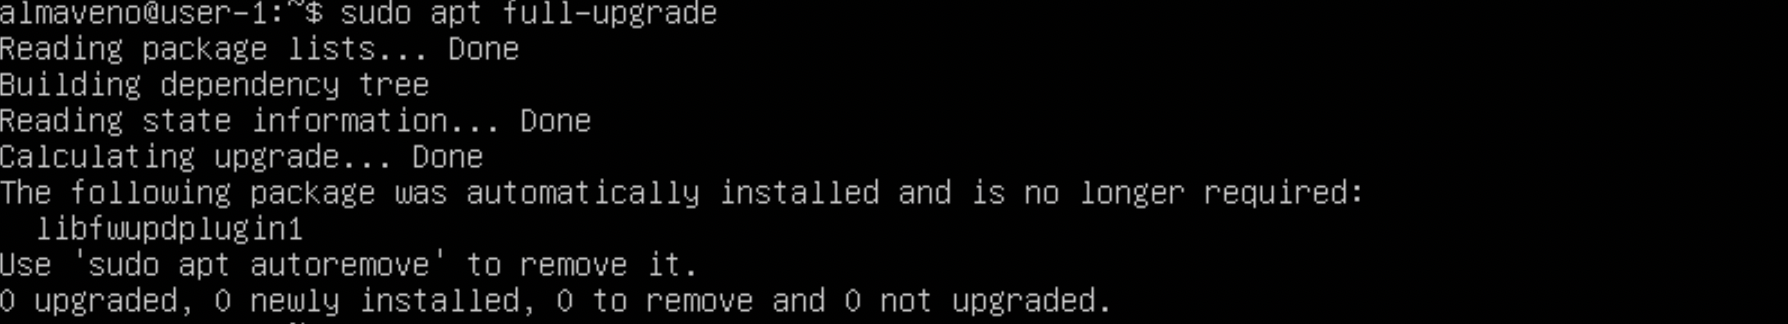 almaveno@user-1:~$ sudo apt full-upgrade
Reading package lists... Done
Building dependency tree
Reading state information... Done
Calculating upgrade... Done
The following package was automatically installed and is no longer required:
  libfwupdplugin1
Use 'sudo apt autoremove' to remove it.
0 upgraded, 0 newly installed, 0 to remove and 0 not upgraded.